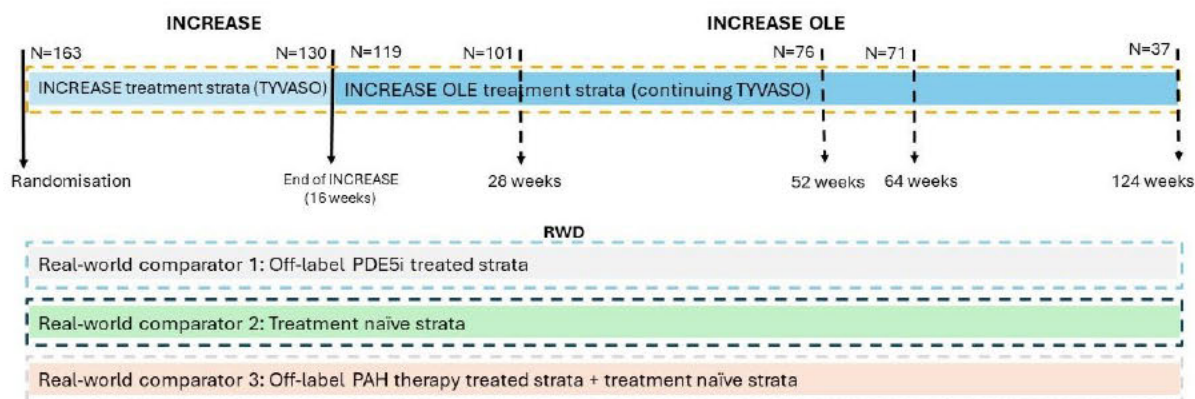 INCREASE
INCREASE OLE
N=163
N=130
N=119
N=101
N=76
N=71
N=37
INCREASE treatment strata (TYVASO)
INCREASE OLE treatment strata (continuing TYVASO)
Randomisation
End of INCREASE
(16 weeks)
28 weeks
52 weeks
64 weeks
124 weeks
RWD
Real-world comparator 1: Off-label PDE5i treated strata
Real-world comparator 2: Treatment naïve strata
Real-world comparator 3: Off-label PAH therapy treated strata + treatment naïve strata